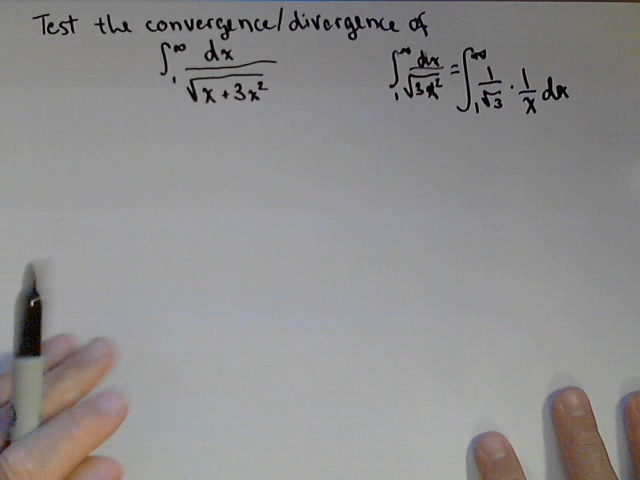 Test the convergence/divergence of
∫₁^∞ dx/√(x+3x²)
∫₁^∞ dx/√(3x²) = ∫₁^∞ 1/√3 · 1/x dx